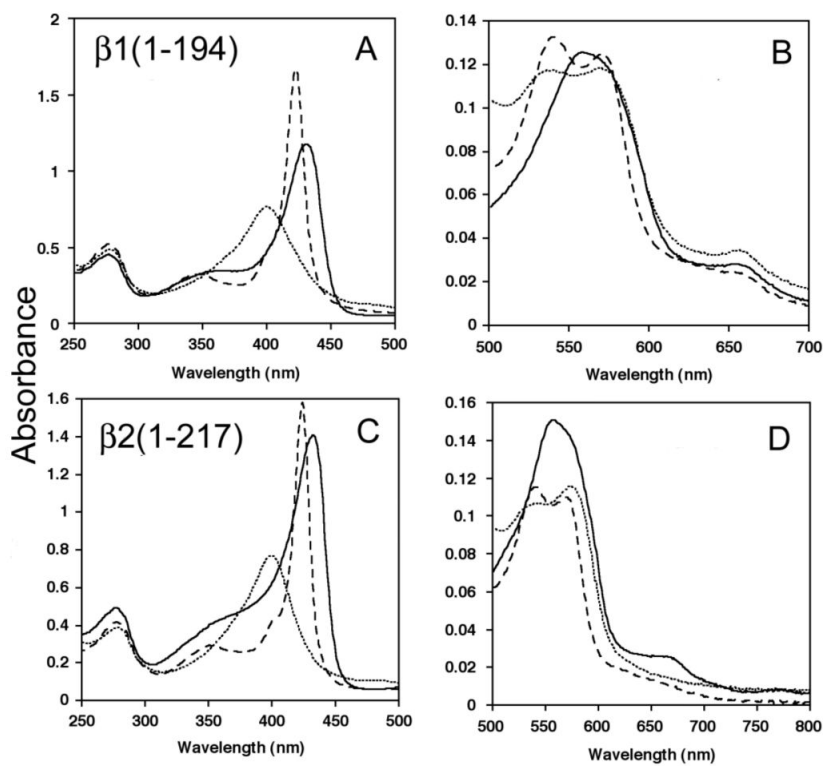 β1(1-194)
A
2
1.5
1
0.5
0
250 300 350 400 450 500
Wavelength (nm)
B
0.14
0.12
0.1
0.08
0.06
0.04
0.02
0
500 550 600 650 700
Wavelength (nm)
Absorbance
β2(1-217)
C
1.6
1.4
1.2
1
0.8
0.6
0.4
0.2
0
250 300 350 400 450 500
Wavelength (nm)
D
0.16
0.14
0.12
0.1
0.08
0.06
0.04
0.02
0
500 550 600 650 700 750 800
Wavelength (nm)